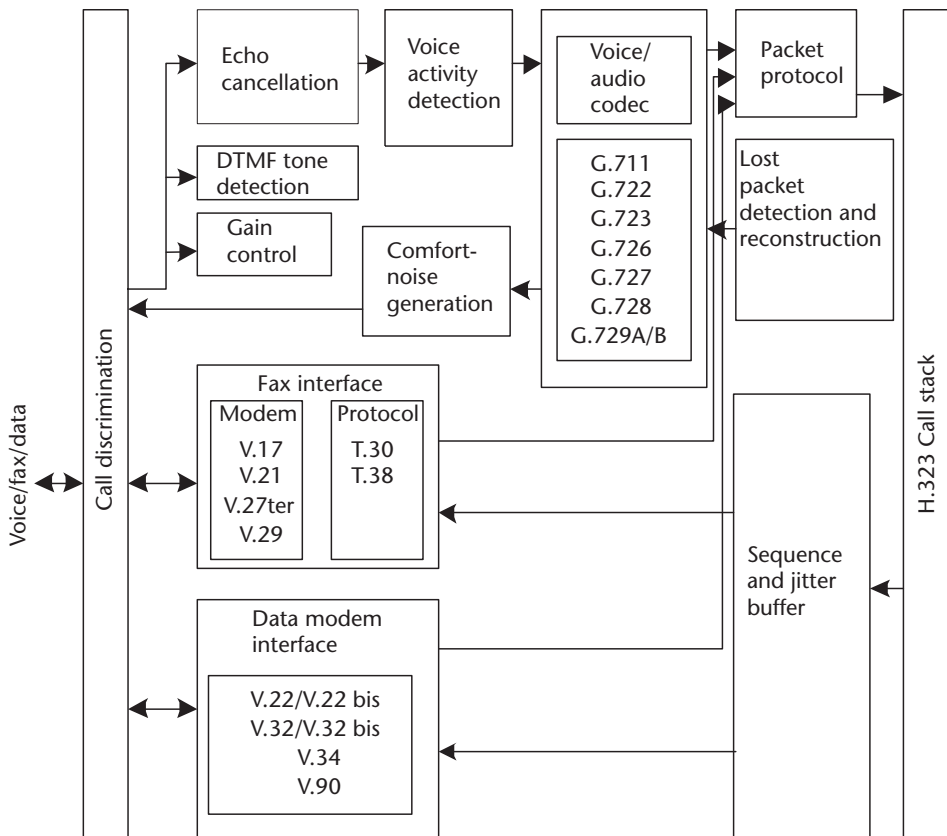 Echo
cancellation
Voice
activity
detection
Voice/
audio
codec
Packet
protocol
DTMF tone
detection
Gain
control
Comfort-
noise
generation
G.711
G.722
G.723
G.726
G.727
G.728
G.729A/B
Lost
packet
detection and
reconstruction
Voice/fax/data
Call discrimination
Fax interface
Modem
V.17
V.21
V.27ter
V.29
Protocol
T.30
T.38
Data modem
interface
V.22/V.22 bis
V.32/V.32 bis
V.34
V.90
Sequence
and jitter
buffer
H.323 Call stack